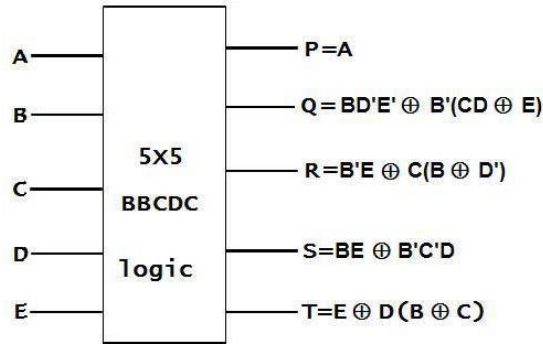 A
P=A
B
Q=BD'E' ⊕ B'(CD ⊕ E)
5X5
BBCDC
logic
C
R=B'E ⊕ C(B ⊕ D')
D
S=BE ⊕ B'C'D
E
T=E ⊕ D(B ⊕ C)